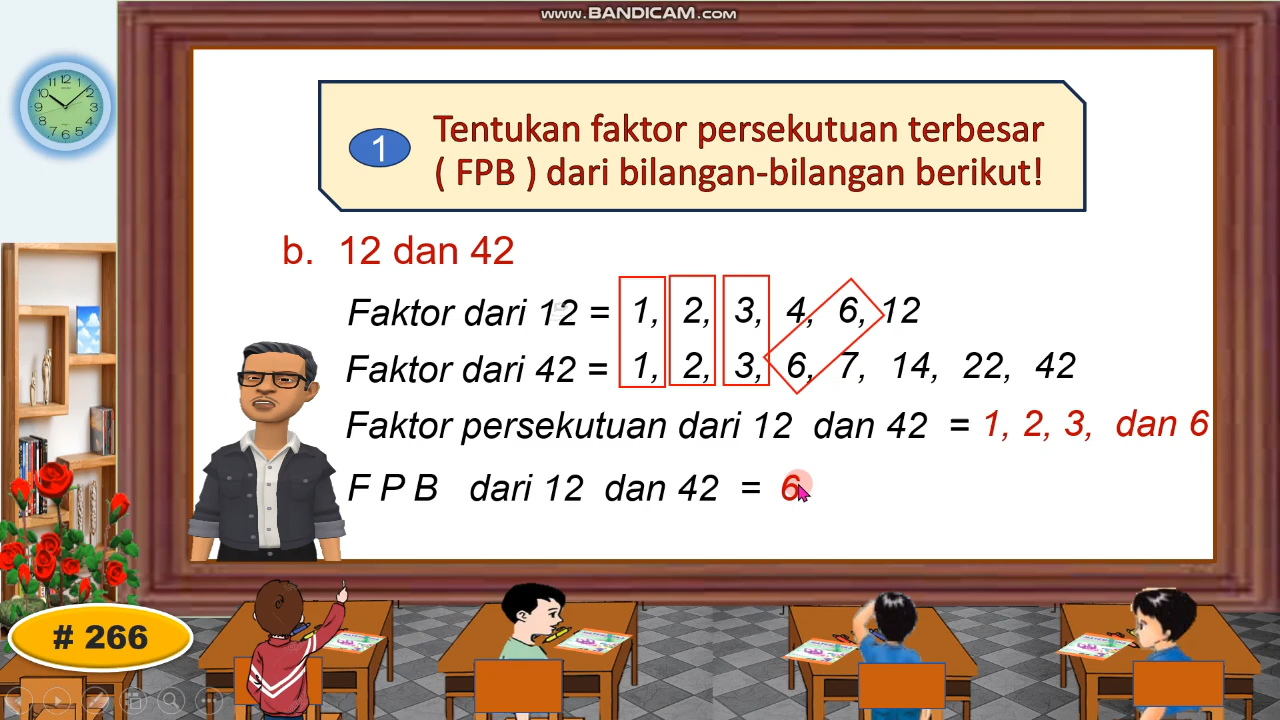 www.BANDICAM.com
1
Tentukan faktor persekutuan terbesar
( FPB ) dari bilangan-bilangan berikut!
b. 12 dan 42
Faktor dari 12 = 1, 2, 3, 4, 6, 12
Faktor dari 42 = 1, 2, 3, 6, 7, 14, 22, 42
Faktor persekutuan dari 12 dan 42 = 1, 2, 3, dan 6
F P B dari 12 dan 42 = 6
# 266